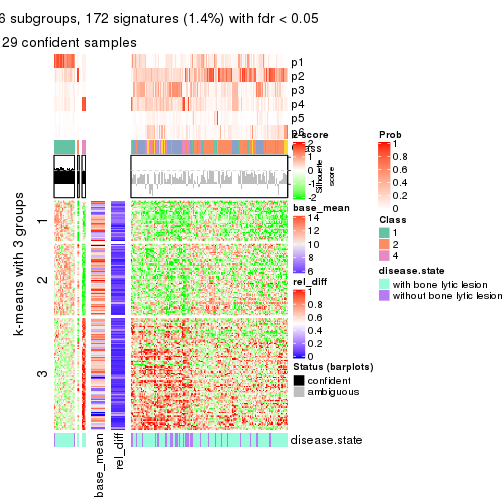 6 subgroups, 172 signatures (1.4%) with fdr < 0.05
29 confident samples
p1
p2
p3
p4
p5
p6
Class
Silhouette
score
1
2
3
k-means with 3 groups
base_mean
rel_diff
disease.state
z-score
2
1
0
-1
-2
base_mean
14
12
10
8
6
rel_diff
1
0.8
0.6
0.4
0.2
0
Status (barplots)
confident
ambiguous
Prob
1
0.8
0.6
0.4
0.2
0
Class
1
2
4
disease.state
with bone lytic lesion
without bone lytic lesion